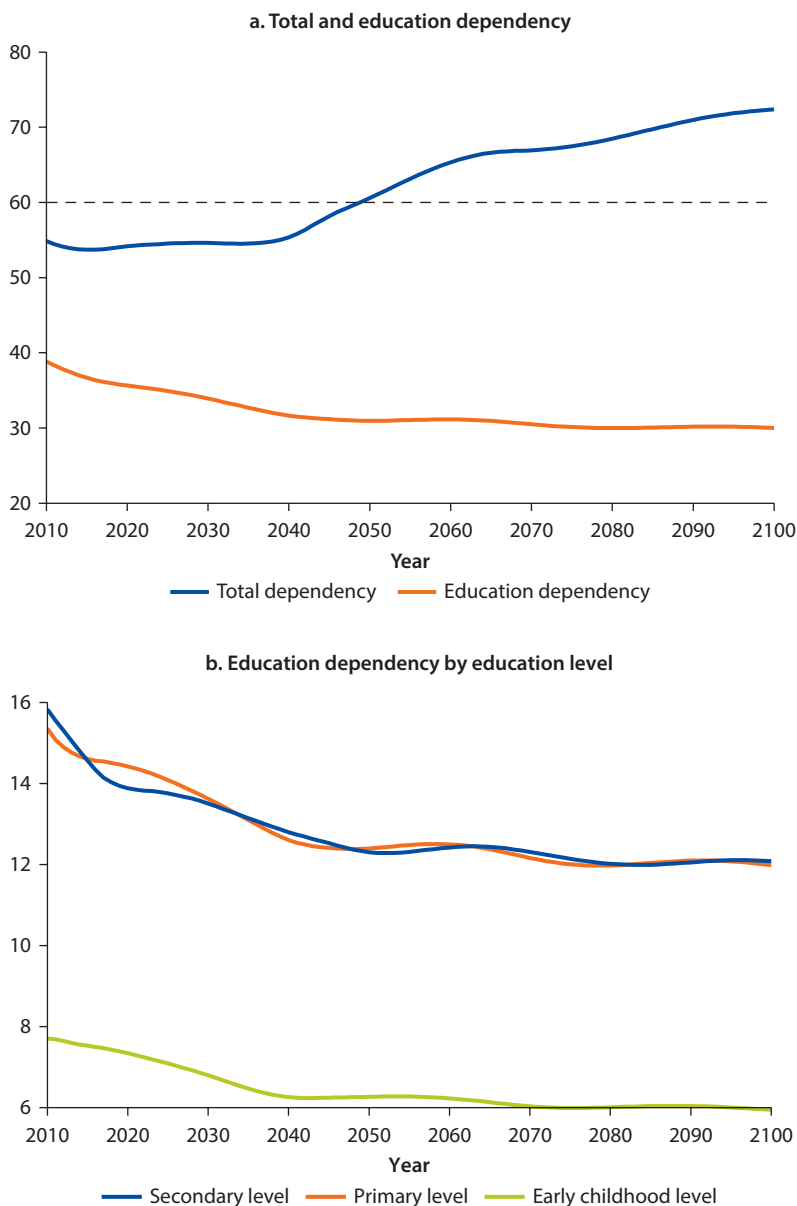 a. Total and education dependency
80
70
60
50
40
30
20
2010 2020 2030 2040 2050 2060 2070 2080 2090 2100
Year
Total dependency Education dependency
b. Education dependency by education level
16
14
12
10
8
6
2010 2020 2030 2040 2050 2060 2070 2080 2090 2100
Year
Secondary level Primary level Early childhood level